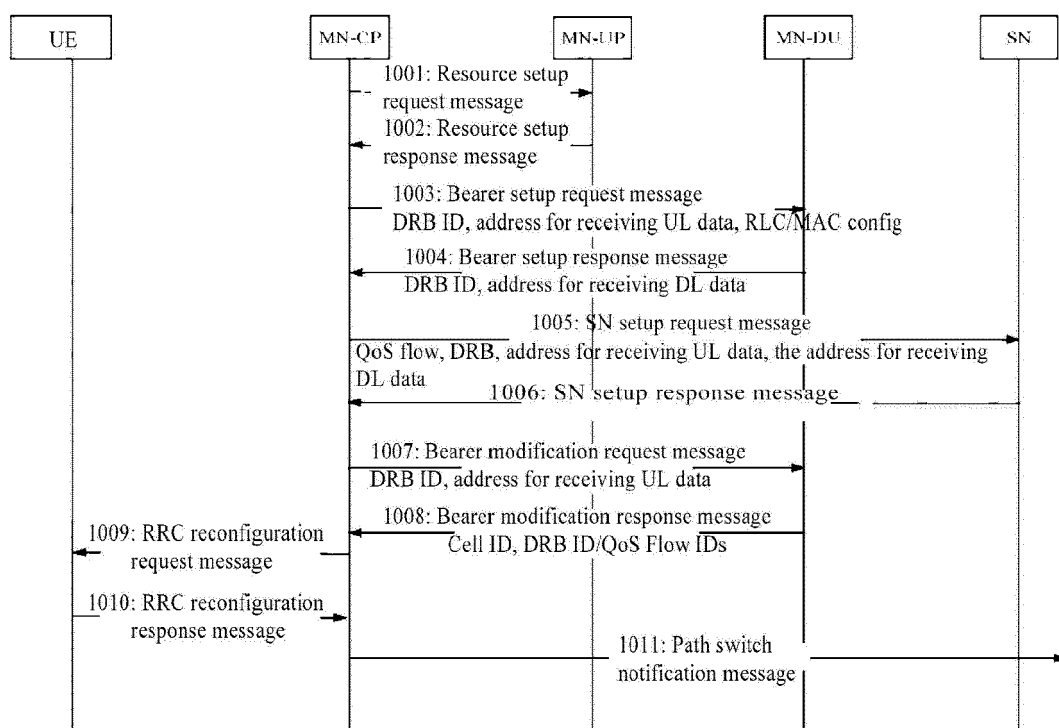 UE
MN-CP
MN-UP
MN-DU
SN
1001: Resource setup
request message
1002: Resource setup
response message
1003: Bearer setup request message
DRB ID, address for receiving UL data, RLC/MAC config
1004: Bearer setup response message
DRB ID, address for receiving DL data
1005: SN setup request message
QoS flow, DRB, address for receiving UL data, the address for receiving
DL data
1006: SN setup response message
1007: Bearer modification request message
DRB ID, address for receiving UL data
1008: Bearer modification response message
Cell ID, DRB ID/QoS Flow IDs
1009: RRC reconfiguration
request message
1010: RRC reconfiguration
response message
1011: Path switch
notification message